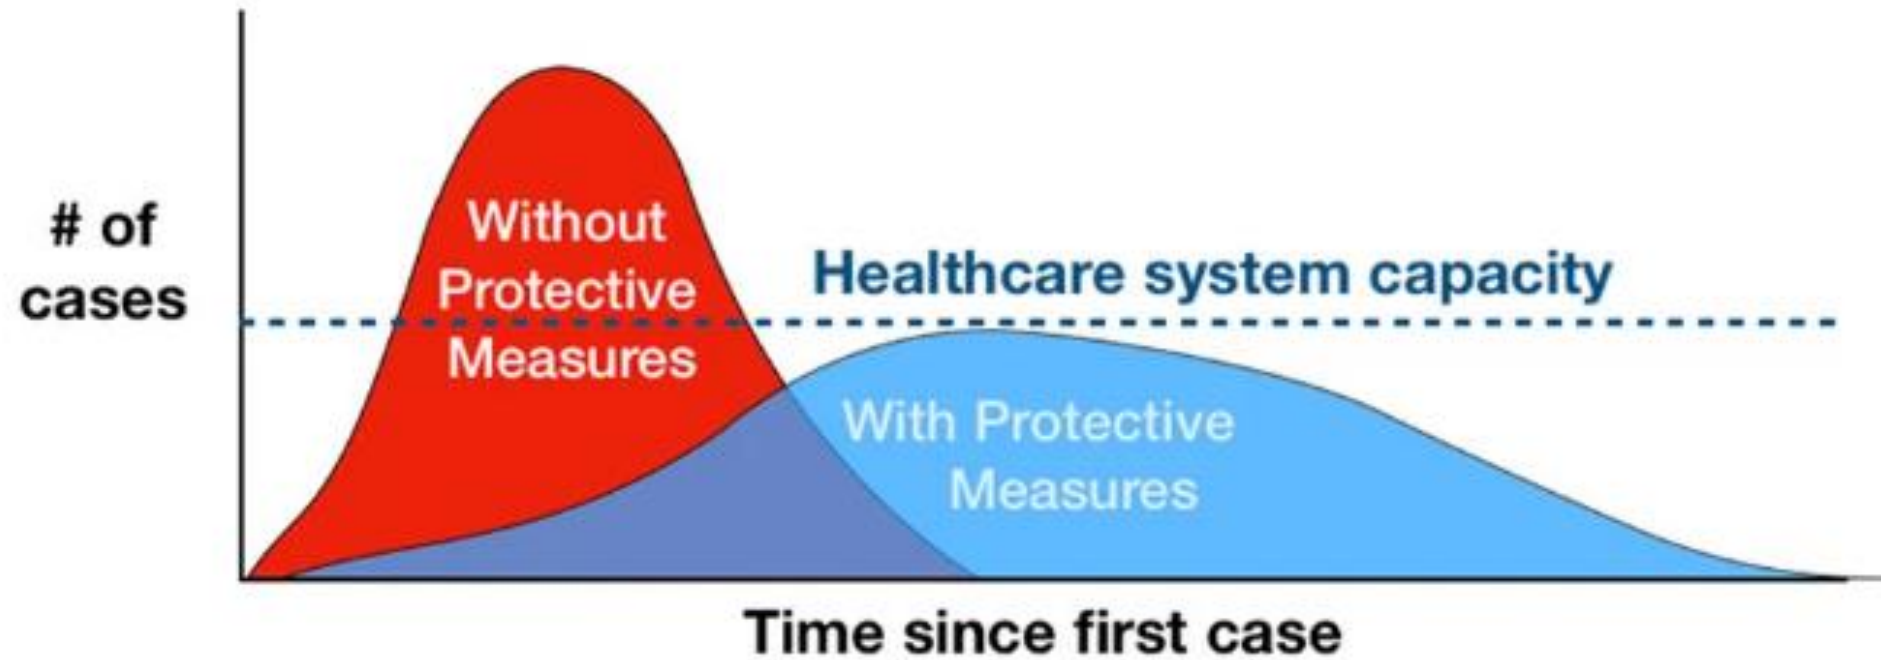 # of
cases
Without
Protective
Measures
Healthcare system capacity
With Protective
Measures
Time since first case